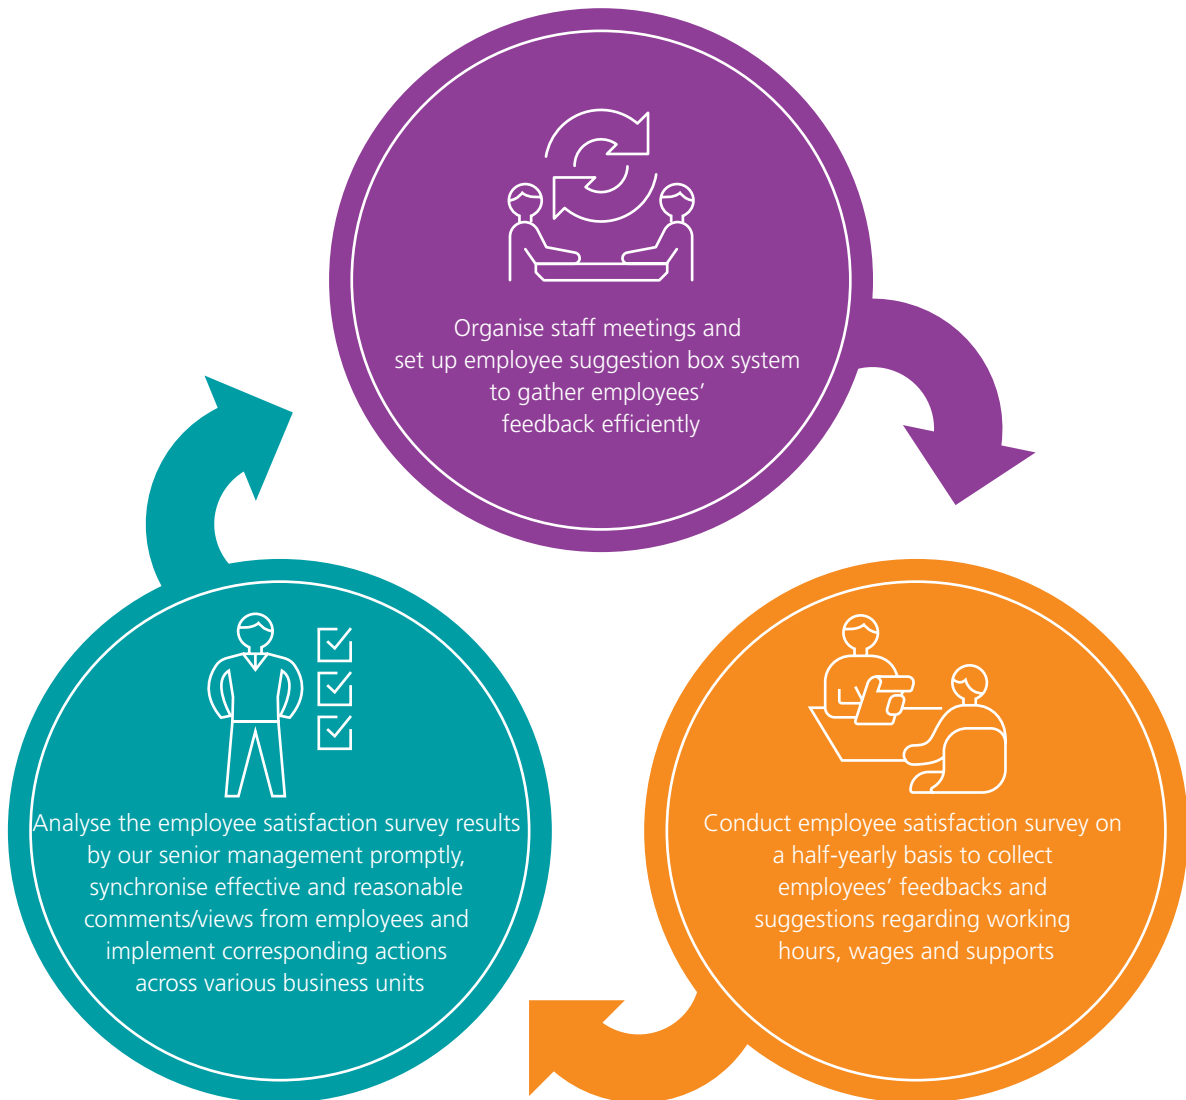 Organise staff meetings and
set up employee suggestion box system
to gather employees’
feedback efficiently
Conduct employee satisfaction survey on
a half-yearly basis to collect
employees’ feedbacks and
suggestions regarding working
hours, wages and supports
Analyse the employee satisfaction survey results
by our senior management promptly,
synchronise effective and reasonable
comments/views from employees and
implement corresponding actions
across various business units